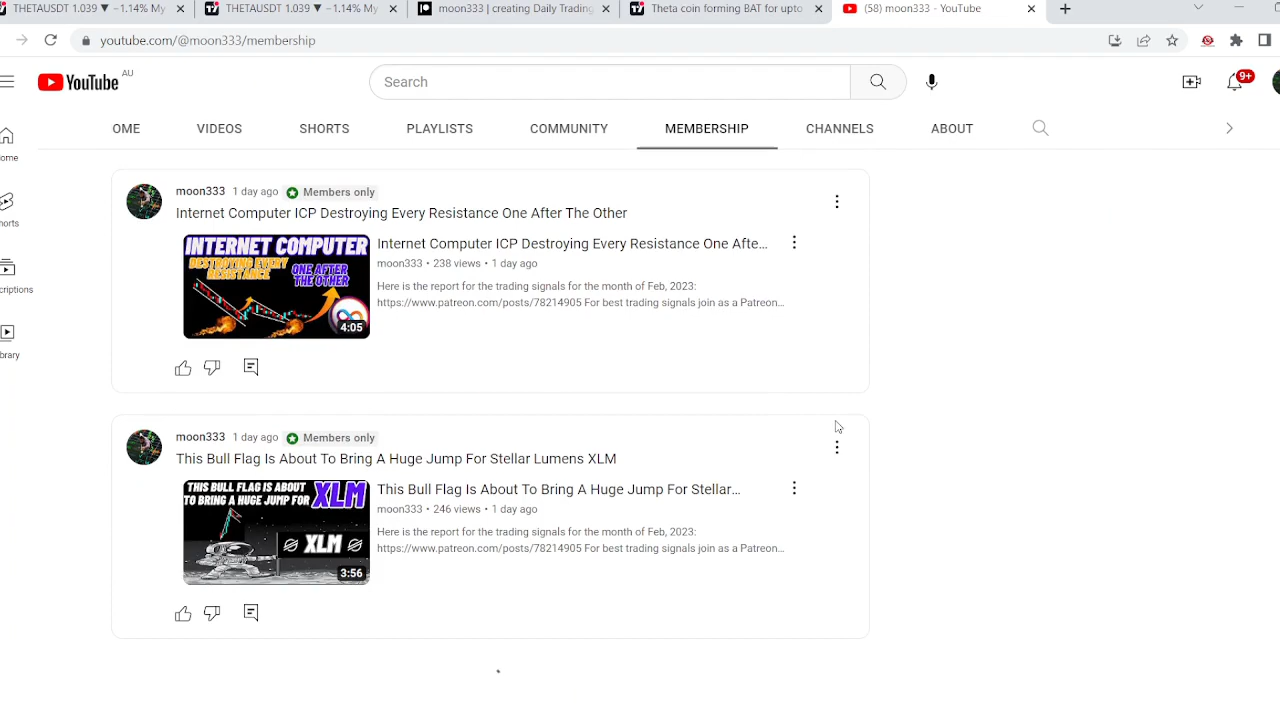 THETAUSDT 1.039 ▼ −1.14% My
THETAUSDT 1.039 ▼ −1.14% My
moon333 | creating Daily Trading
Theta coin forming BAT for upto
(58) moon333 - YouTube
youtube.com/@moon333/membership
YouTube AU
Search
9+
OME VIDEOS SHORTS PLAYLISTS COMMUNITY MEMBERSHIP CHANNELS ABOUT
ome
horts
criptions
brary
moon333 1 day ago Members only
Internet Computer ICP Destroying Every Resistance One After The Other
INTERNET COMPUTER
DESTROYING EVERY
RESISTANCE
ONE AFTER
THE OTHER
4:05
Internet Computer ICP Destroying Every Resistance One Afte...
moon333 • 238 views • 1 day ago
Here is the report for the trading signals for the month of Feb, 2023:
https://www.patreon.com/posts/78214905 For best trading signals join as a Patreon...
moon333 1 day ago Members only
This Bull Flag Is About To Bring A Huge Jump For Stellar Lumens XLM
THIS BULL FLAG IS ABOUT
TO BRING A HUGE JUMP FOR XLM
XLM
3:56
This Bull Flag Is About To Bring A Huge Jump For Stellar...
moon333 • 246 views • 1 day ago
Here is the report for the trading signals for the month of Feb, 2023:
https://www.patreon.com/posts/78214905 For best trading signals join as a Patreon...